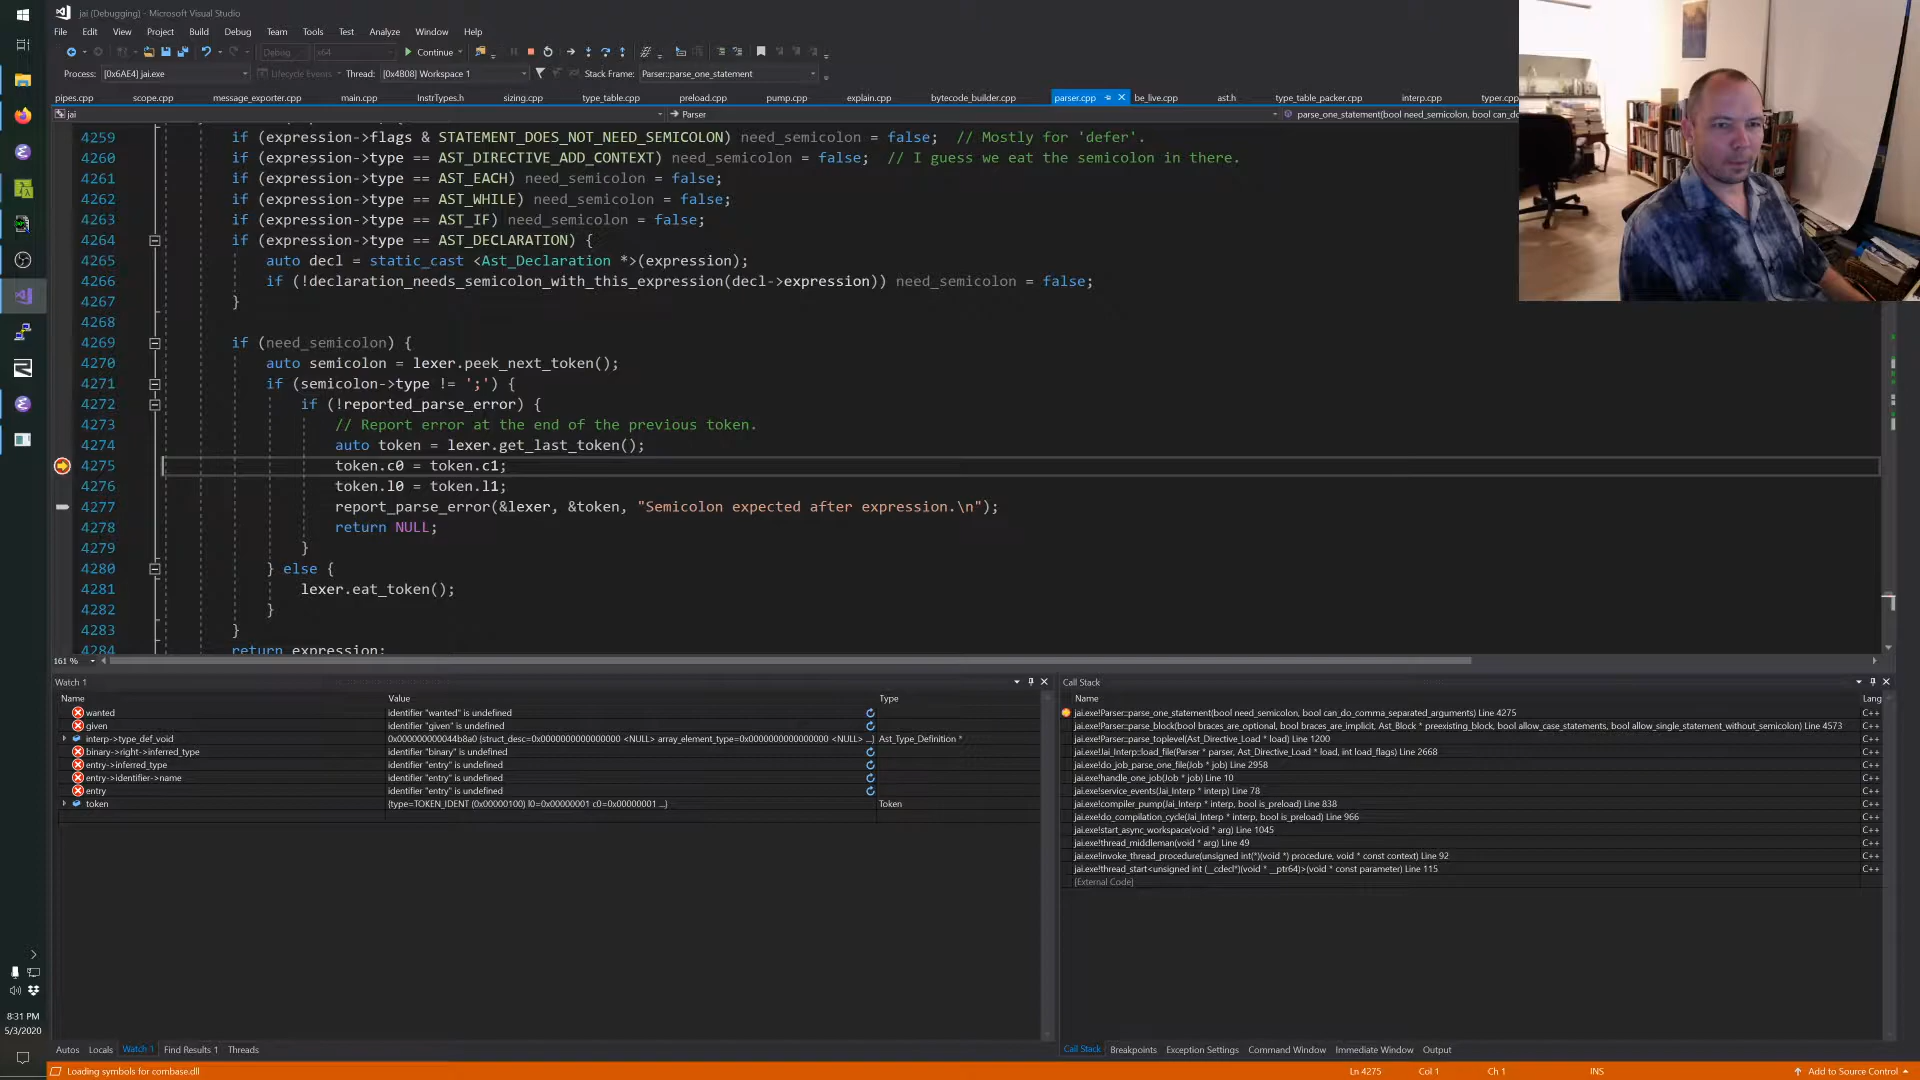 jai (Debugging) - Microsoft Visual Studio
File Edit View Project Build Debug Team Tools Test Analyze Window Help
Debug x64 Continue
Process: [0x6AE4] jai.exe Lifecycle Events Thread: [0x4808] Workspace 1 Stack Frame: Parser::parse_one_statement
pipes.cpp scope.cpp message_exporter.cpp main.cpp InstrTypes.h sizing.cpp type_table.cpp preload.cpp pump.cpp explain.cpp bytecode_builder.cpp parser.cpp be_live.cpp ast.h type_table_packer.cpp interp.cpp typer.cpp
jai Parser parse_one_statement(bool need_semicolon, bool can_do
4259 if (expression->flags & STATEMENT_DOES_NOT_NEED_SEMICOLON) need_semicolon = false; // Mostly for 'defer'.
4260 if (expression->type == AST_DIRECTIVE_ADD_CONTEXT) need_semicolon = false; // I guess we eat the semicolon in there.
4261 if (expression->type == AST_EACH) need_semicolon = false;
4262 if (expression->type == AST_WHILE) need_semicolon = false;
4263 if (expression->type == AST_IF) need_semicolon = false;
4264 if (expression->type == AST_DECLARATION) {
4265 auto decl = static_cast <Ast_Declaration *>(expression);
4266 if (!declaration_needs_semicolon_with_this_expression(decl->expression)) need_semicolon = false;
4267 }
4268
4269 if (need_semicolon) {
4270 auto semicolon = lexer.peek_next_token();
4271 if (semicolon->type != ';') {
4272 if (!reported_parse_error) {
4273 // Report error at the end of the previous token.
4274 auto token = lexer.get_last_token();
4275 token.c0 = token.c1;
4276 token.l0 = token.l1;
4277 report_parse_error(&lexer, &token, "Semicolon expected after expression.\n");
4278 return NULL;
4279 }
4280 } else {
4281 lexer.eat_token();
4282 }
4283 }
4284 return expression;
161 %
Watch 1
Name Value Type
wanted identifier "wanted" is undefined
given identifier "given" is undefined
interp->type_def_void 0x000000000044b8a0 {struct_desc=0x0000000000000000 <NULL> array_element_type=0x0000000000000000 <NULL> ...} Ast_Type_Definition *
binary->right->inferred_type identifier "binary" is undefined
entry->inferred_type identifier "entry" is undefined
entry->identifier->name identifier "entry" is undefined
entry identifier "entry" is undefined
token {type=TOKEN_IDENT (0x00000100) l0=0x00000001 c0=0x00000001 ...} Token
Autos Locals Watch 1 Find Results 1 Threads
Call Stack
Name Lang
jai.exe!Parser::parse_one_statement(bool need_semicolon, bool can_do_comma_separated_arguments) Line 4275 C++
jai.exe!Parser::parse_block(bool braces_are_optional, bool braces_are_implicit, Ast_Block * preexisting_block, bool allow_case_statements, bool allow_single_statement_without_semicolon) Line 4573 C++
jai.exe!Parser::parse_toplevel(Ast_Directive_Load * load) Line 1200 C++
jai.exe!Jai_Interp::load_file(Parser * parser, Ast_Directive_Load * load, int load_flags) Line 2668 C++
jai.exe!do_job_parse_one_file(Job * job) Line 2958 C++
jai.exe!handle_one_job(Job * job) Line 10 C++
jai.exe!service_events(Jai_Interp * interp) Line 78 C++
jai.exe!compiler_pump(Jai_Interp * interp, bool is_preload) Line 838 C++
jai.exe!do_compilation_cycle(Jai_Interp * interp, bool is_preload) Line 966 C++
jai.exe!start_async_workspace(void * arg) Line 1045 C++
jai.exe!thread_middleman(void * arg) Line 49 C++
jai.exe!invoke_thread_procedure(unsigned int(*)(void *) procedure, void * const context) Line 92 C++
jai.exe!thread_start<unsigned int (__cdecl*)(void * __ptr64)>(void * const parameter) Line 115 C++
[External Code]
Call Stack Breakpoints Exception Settings Command Window Immediate Window Output
8:31 PM
5/3/2020
Loading symbols for combase.dll Ln 4275 Col 1 Ch 1 INS Add to Source Control